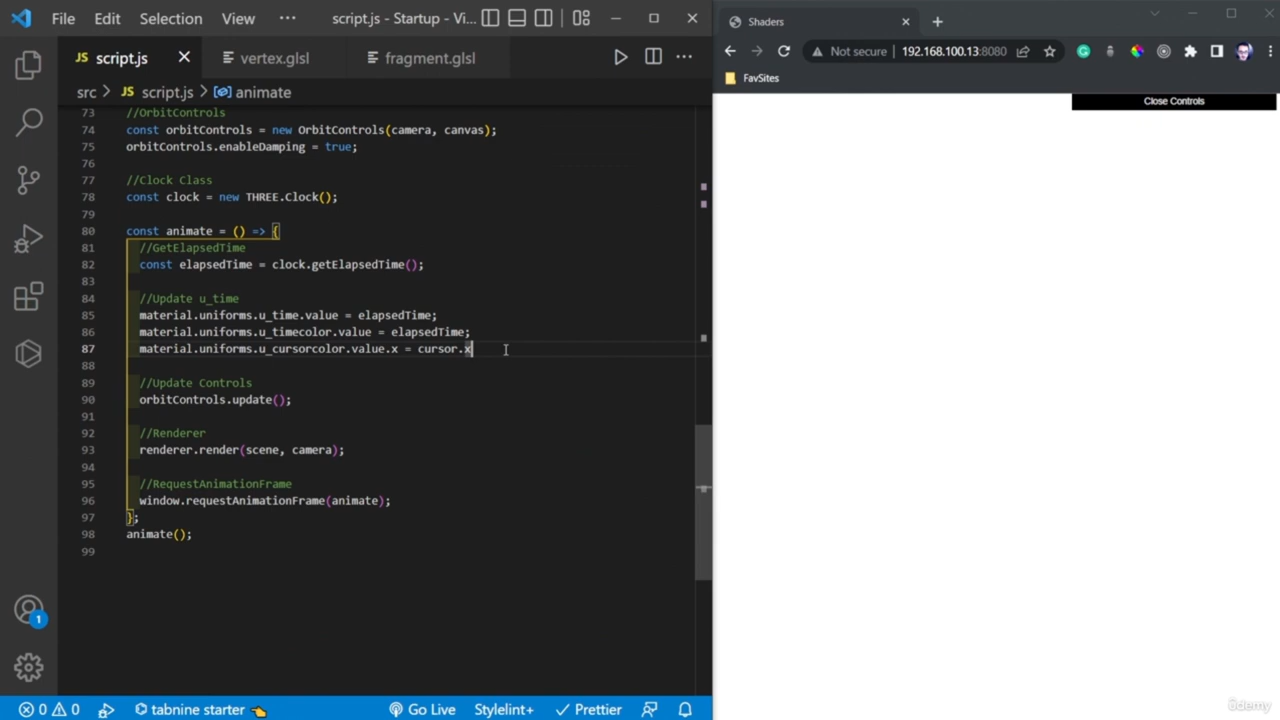 File Edit Selection View ··· script.js - Startup - Vi...
JS script.js vertex.glsl fragment.glsl
src > JS script.js > animate
73 //OrbitControls
74 const orbitControls = new OrbitControls(camera, canvas);
75 orbitControls.enableDamping = true;
76
77 //Clock Class
78 const clock = new THREE.Clock();
79
80 const animate = () => {
81 //GetElapsedTime
82 const elapsedTime = clock.getElapsedTime();
83
84 //Update u_time
85 material.uniforms.u_time.value = elapsedTime;
86 material.uniforms.u_timecolor.value = elapsedTime;
87 material.uniforms.u_cursorcolor.value.x = cursor.x
88
89 //Update Controls
90 orbitControls.update();
91
92 //Renderer
93 renderer.render(scene, camera);
94
95 //RequestAnimationFrame
96 window.requestAnimationFrame(animate);
97 };
98 animate();
99
1
0 0 tabnine starter Go Live Stylelint+ Prettier
Shaders
Not secure 192.168.100.13:8080
FavSites
Close Controls
ûdemy